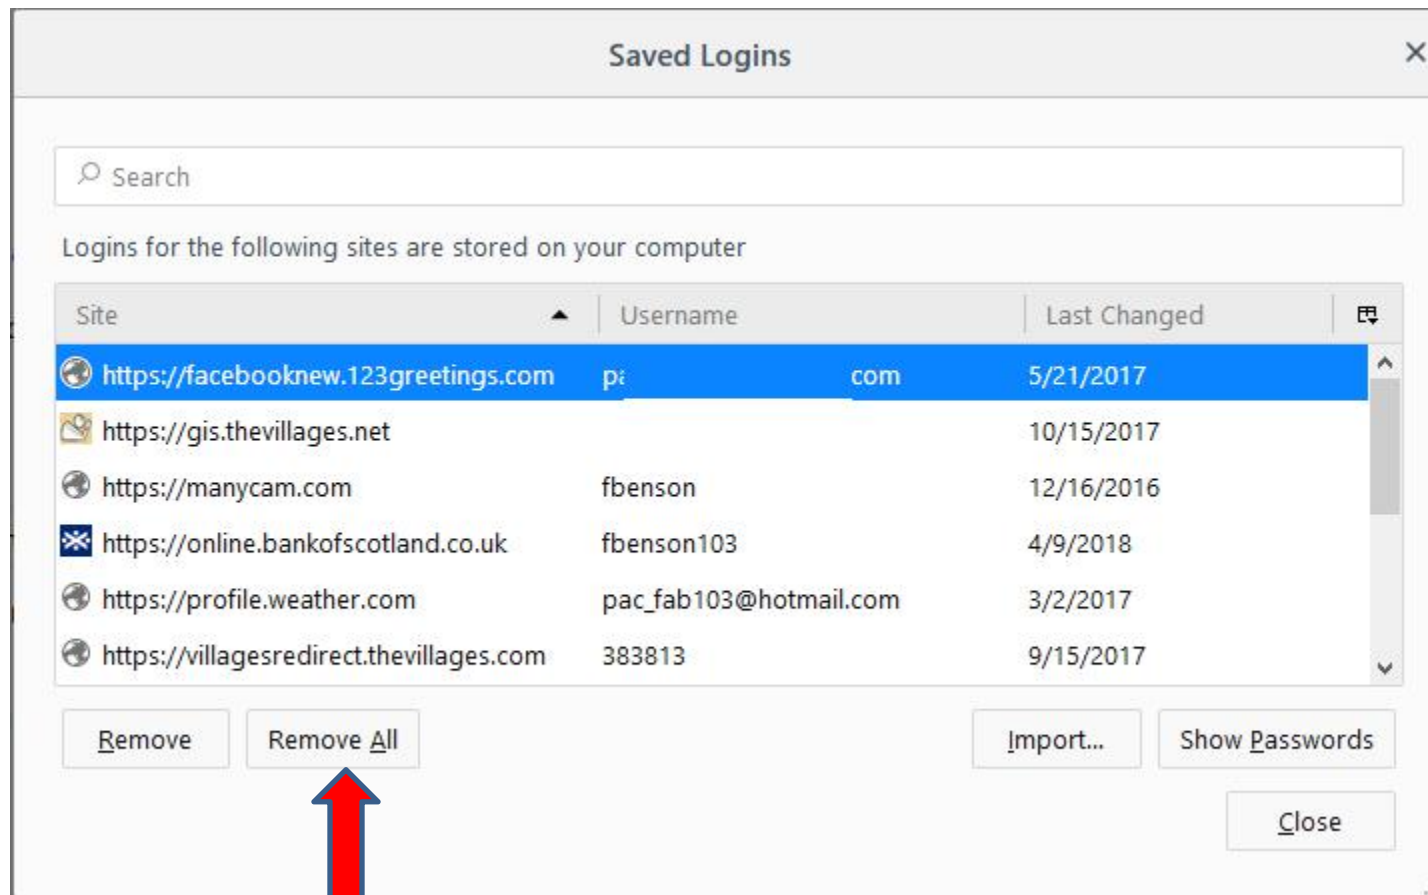 Saved Logins
Search
Logins for the following sites are stored on your computer
Site Username Last Changed
https://facebooknew.123greetings.com pa com 5/21/2017
https://gis.thevillages.net 10/15/2017
https://manycam.com fbenson 12/16/2016
https://online.bankofscotland.co.uk fbenson103 4/9/2018
https://profile.weather.com pac_fab103@hotmail.com 3/2/2017
https://villagesredirect.thevillages.com 383813 9/15/2017
Remove Remove All Import... Show Passwords
Close